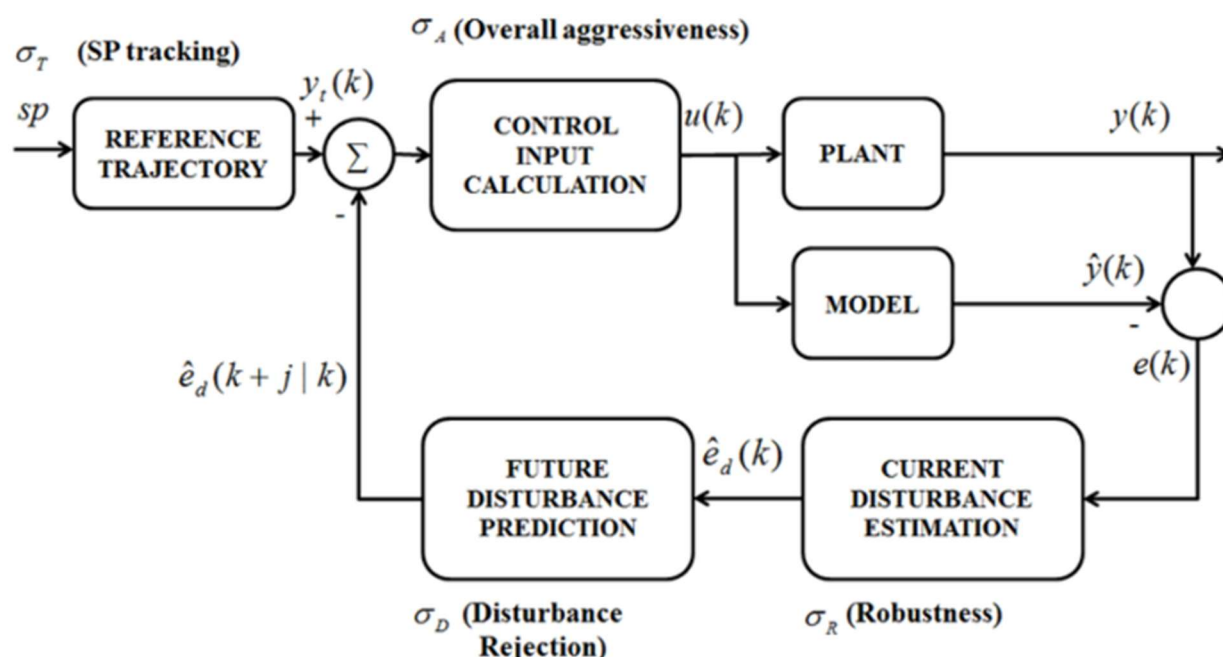 σ_T (SP tracking)
sp
REFERENCE
TRAJECTORY
y_t(k)
+
Σ
-
σ_A (Overall aggressiveness)
CONTROL
INPUT
CALCULATION
u(k)
PLANT
y(k)
MODEL
ŷ(k)
-
e(k)
ê_d(k + j | k)
FUTURE
DISTURBANCE
PREDICTION
ê_d(k)
CURRENT
DISTURBANCE
ESTIMATION
σ_D (Disturbance
Rejection)
σ_R (Robustness)